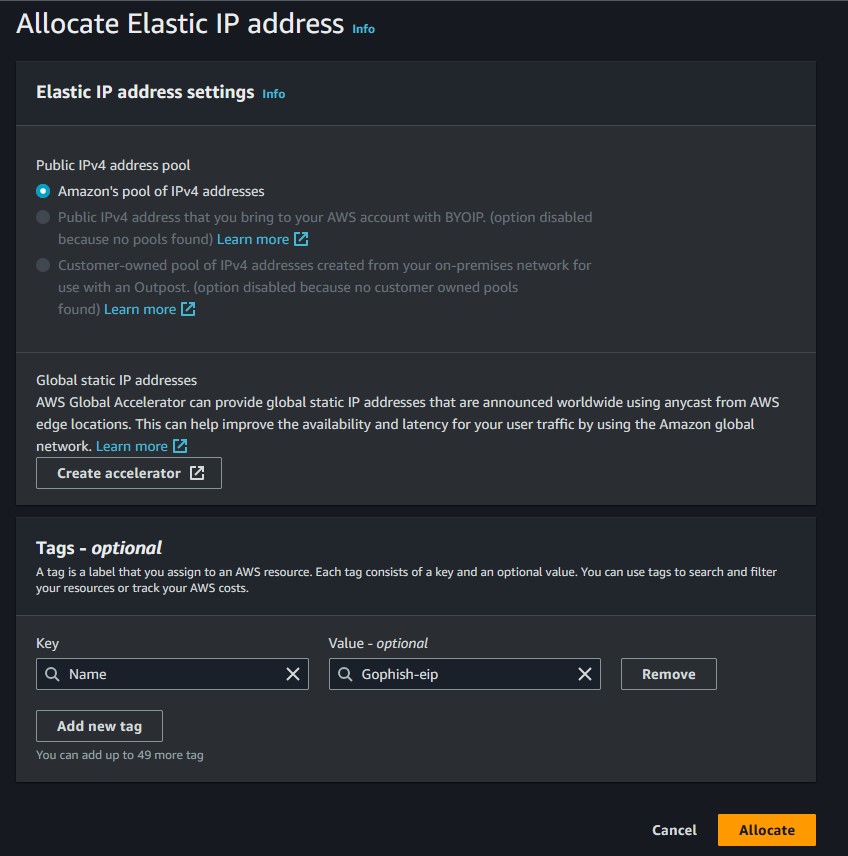 Allocate Elastic IP address Info
Elastic IP address settings Info
Public IPv4 address pool
Amazon's pool of IPv4 addresses
Public IPv4 address that you bring to your AWS account with BYOIP. (option disabled
because no pools found) Learn more
Customer-owned pool of IPv4 addresses created from your on-premises network for
use with an Outpost. (option disabled because no customer owned pools
found) Learn more
Global static IP addresses
AWS Global Accelerator can provide global static IP addresses that are announced worldwide using anycast from AWS
edge locations. This can help improve the availability and latency for your user traffic by using the Amazon global
network. Learn more
Create accelerator
Tags - optional
A tag is a label that you assign to an AWS resource. Each tag consists of a key and an optional value. You can use tags to search and filter
your resources or track your AWS costs.
Key Value - optional
Name Gophish-eip Remove
Add new tag
You can add up to 49 more tag
Cancel Allocate